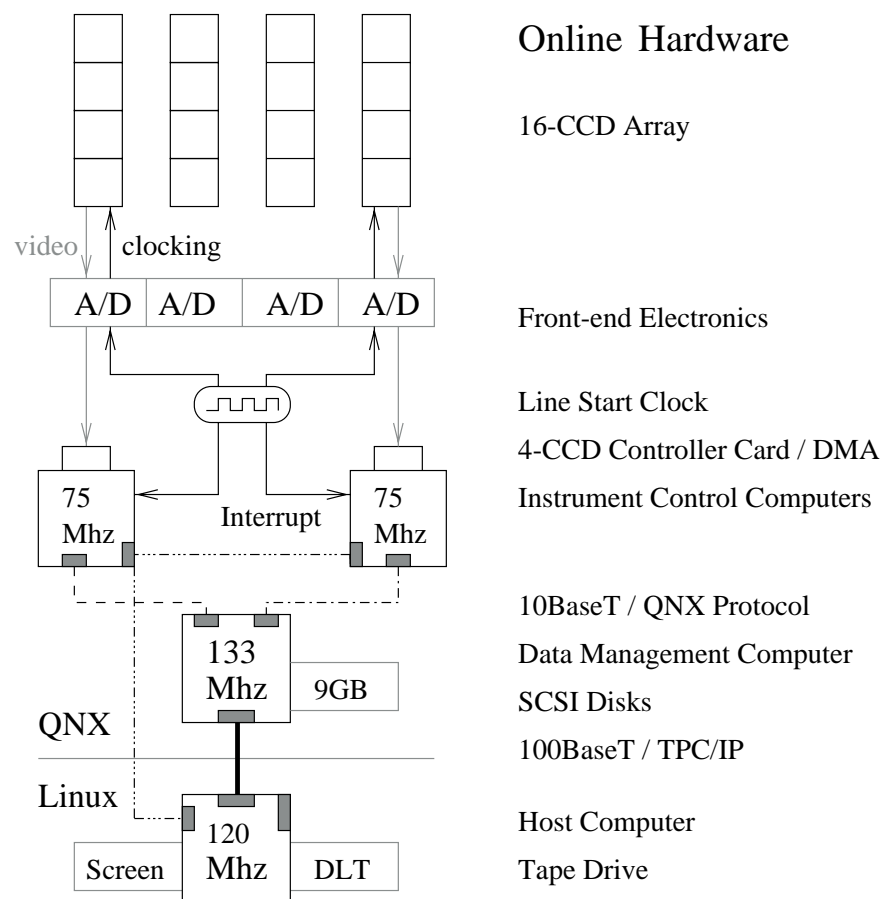 Online Hardware
16-CCD Array
video
clocking
A/D
A/D
A/D
A/D
Front-end Electronics
Line Start Clock
4-CCD Controller Card / DMA
75
Mhz
75
Mhz
Instrument Control Computers
Interrupt
10BaseT / QNX Protocol
133
Mhz
Data Management Computer
9GB
SCSI Disks
QNX
100BaseT / TPC/IP
Linux
120
Mhz
Host Computer
Screen
DLT
Tape Drive